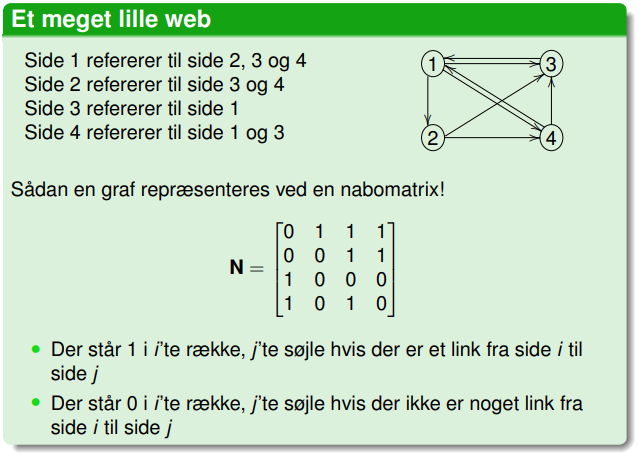 Et meget lille web
Side 1 refererer til side 2, 3 og 4
Side 2 refererer til side 3 og 4
Side 3 refererer til side 1
Side 4 refererer til side 1 og 3
1 3
2 4
Sådan en graf repræsenteres ved en nabomatrix!
N =
0 1 1 1
0 0 1 1
1 0 0 0
1 0 1 0
• Der står 1 i i'te række, j'te søjle hvis der er et link fra side i til
side j
• Der står 0 i i'te række, j'te søjle hvis der ikke er noget link fra
side i til side j